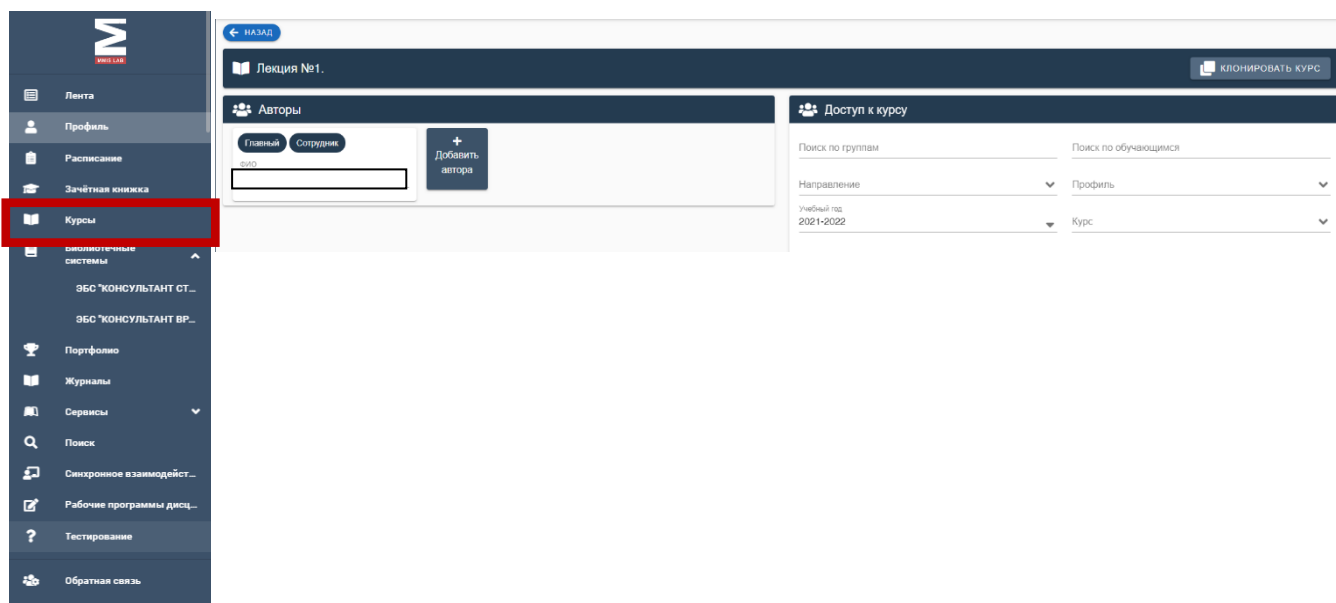 MMIS LAB
Лента
Профиль
Расписание
Зачётная книжка
Курсы
Библиотечные
системы
ЭБС "КОНСУЛЬТАНТ СТ...
ЭБС "КОНСУЛЬТАНТ ВР...
Портфолио
Журналы
Сервисы
Поиск
Синхронное взаимодейст...
Рабочие программы дисц...
Тестирование
Обратная связь
НАЗАД
Лекция №1.
КЛОНИРОВАТЬ КУРС
Авторы
Главный Сотрудник
ФИО
+
Добавить
автора
Доступ к курсу
Поиск по группам
Поиск по обучающимся
Направление
Профиль
Учебный год
2021-2022
Курс